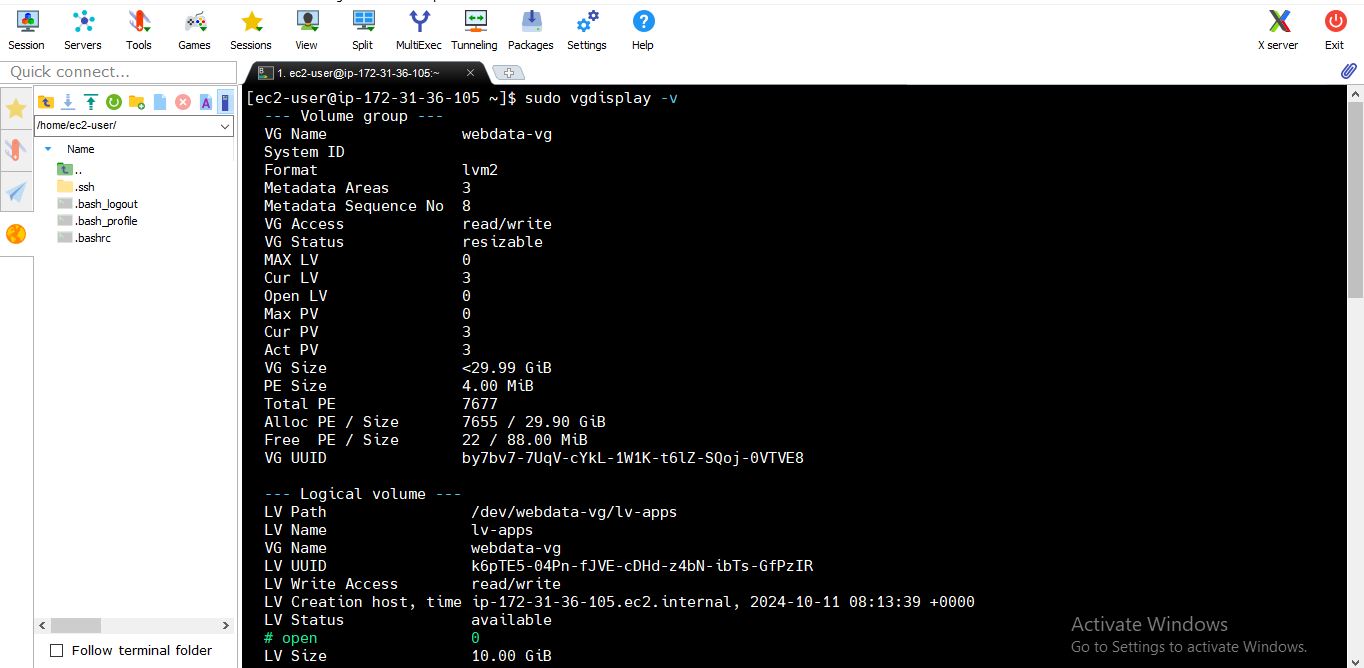 Session Servers Tools Games Sessions View Split MultiExec Tunneling Packages Settings Help X server Exit
Quick connect...
1. ec2-user@ip-172-31-36-105:~
/home/ec2-user/
Name
..
.ssh
.bash_logout
.bash_profile
.bashrc
Follow terminal folder
[ec2-user@ip-172-31-36-105 ~]$ sudo vgdisplay -v
--- Volume group ---
VG Name webdata-vg
System ID
Format lvm2
Metadata Areas 3
Metadata Sequence No 8
VG Access read/write
VG Status resizable
MAX LV 0
Cur LV 3
Open LV 0
Max PV 0
Cur PV 3
Act PV 3
VG Size <29.99 GiB
PE Size 4.00 MiB
Total PE 7677
Alloc PE / Size 7655 / 29.90 GiB
Free PE / Size 22 / 88.00 MiB
VG UUID by7bv7-7UqV-cYkL-1W1K-t6lZ-SQoj-0VTVE8
--- Logical volume ---
LV Path /dev/webdata-vg/lv-apps
LV Name lv-apps
VG Name webdata-vg
LV UUID k6pTE5-04Pn-fJVE-cDHd-z4bN-ibTs-GfPzIR
LV Write Access read/write
LV Creation host, time ip-172-31-36-105.ec2.internal, 2024-10-11 08:13:39 +0000
LV Status available
# open 0
LV Size 10.00 GiB
Activate Windows
Go to Settings to activate Windows.